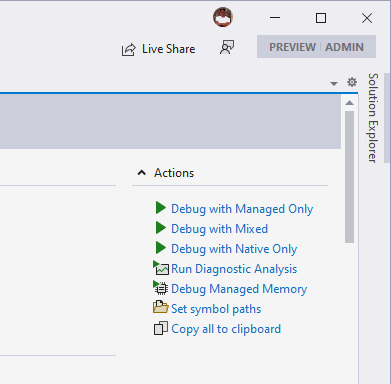 Live Share
PREVIEW | ADMIN
Solution Explorer
Actions
Debug with Managed Only
Debug with Mixed
Debug with Native Only
Run Diagnostic Analysis
Debug Managed Memory
Set symbol paths
Copy all to clipboard